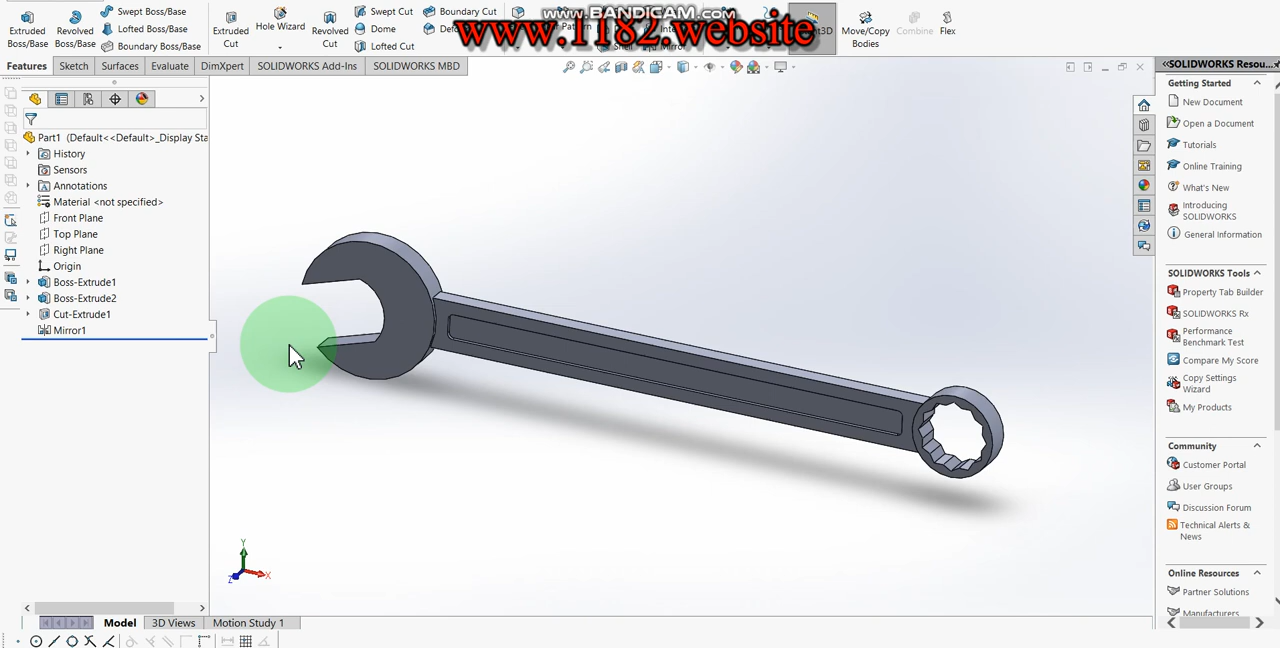 Swept Boss/Base
Extruded Boss/Base
Revolved Boss/Base
Lofted Boss/Base
Boundary Boss/Base
Extruded Cut
Hole Wizard
Revolved Cut
Swept Cut
Dome
Lofted Cut
Boundary Cut
WWW.BANDICAM.COM
www.1182.website
Mirror
Move/Copy Bodies
Combine
Flex
Features
Sketch
Surfaces
Evaluate
DimXpert
SOLIDWORKS Add-Ins
SOLIDWORKS MBD
SOLIDWORKS Resou...
Part1 (Default<<Default>_Display Sta
History
Sensors
Annotations
Material <not specified>
Front Plane
Top Plane
Right Plane
Origin
Boss-Extrude1
Boss-Extrude2
Cut-Extrude1
Mirror1
Y
X
Z
Getting Started
New Document
Open a Document
Tutorials
Online Training
What's New
Introducing
SOLIDWORKS
General Information
SOLIDWORKS Tools
Property Tab Builder
SOLIDWORKS Rx
Performance
Benchmark Test
Compare My Score
Copy Settings
Wizard
My Products
Community
Customer Portal
User Groups
Discussion Forum
Technical Alerts &
News
Online Resources
Partner Solutions
Manufacturers
Model
3D Views
Motion Study 1